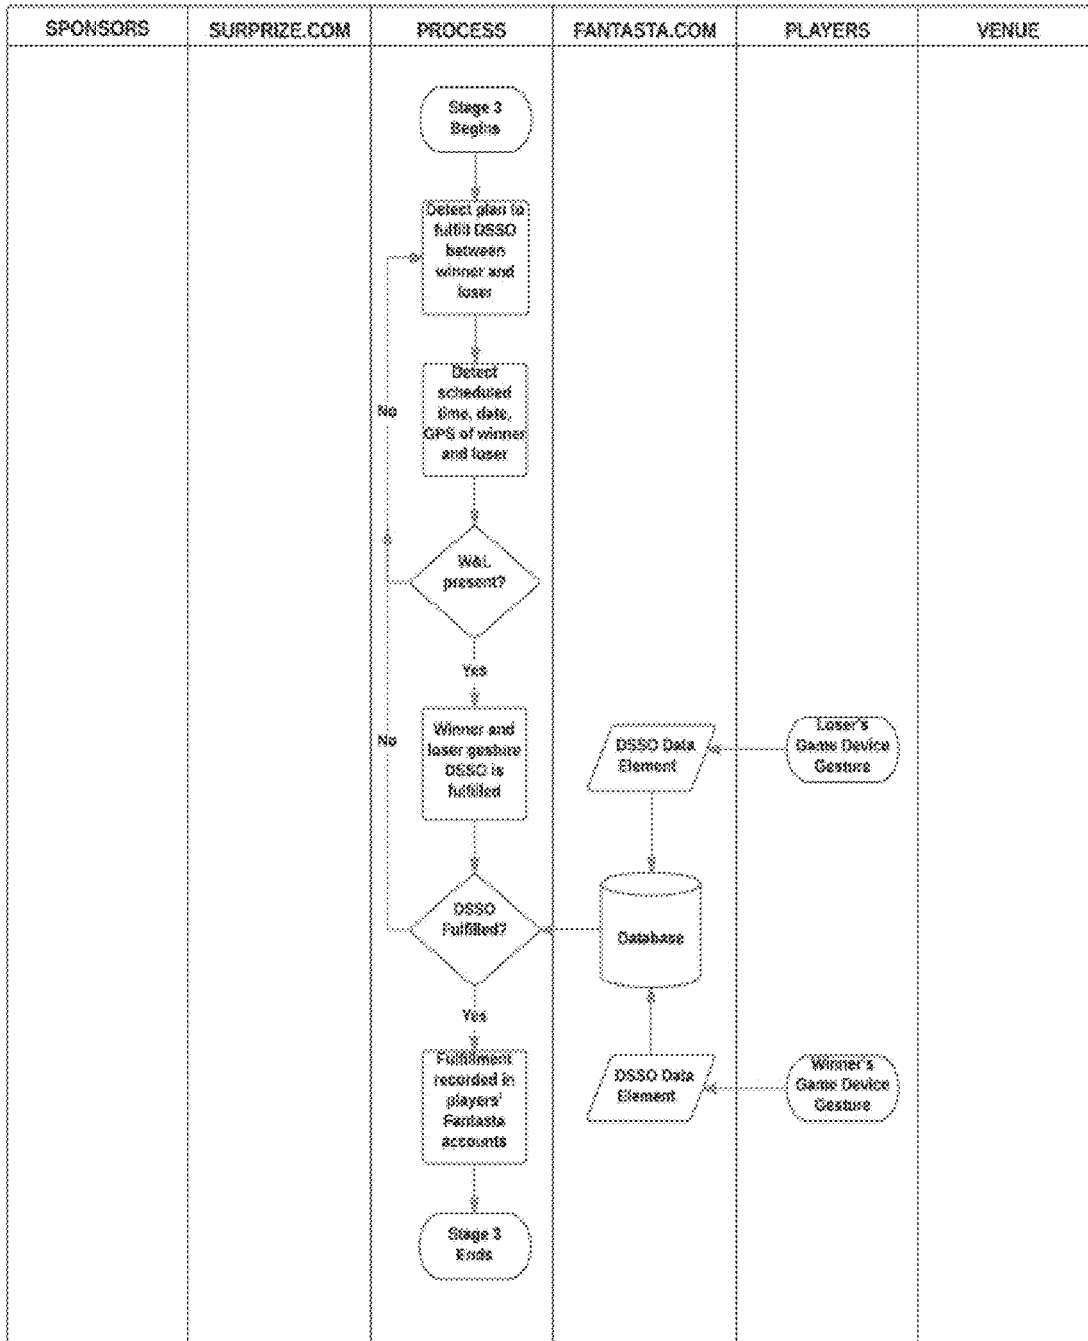 SPONSORS
SURPRIZE.COM
PROCESS
FANTASTA.COM
PLAYERS
VENUE
Stage 3
Begins
Detect plan to
fulfill DSSO
between
winner and
loser
Detect
scheduled
time, date,
GPS of winner
and loser
No
W&L
present?
Yes
Winner and
loser gesture
DSSO is
fulfilled
No
DSSO Data
Element
Loser's
Game Device
Gesture
DSSO
Fulfilled?
Database
Yes
Fulfillment
recorded in
players'
Fantasta
accounts
DSSO Data
Element
Winner's
Game Device
Gesture
Stage 3
Ends